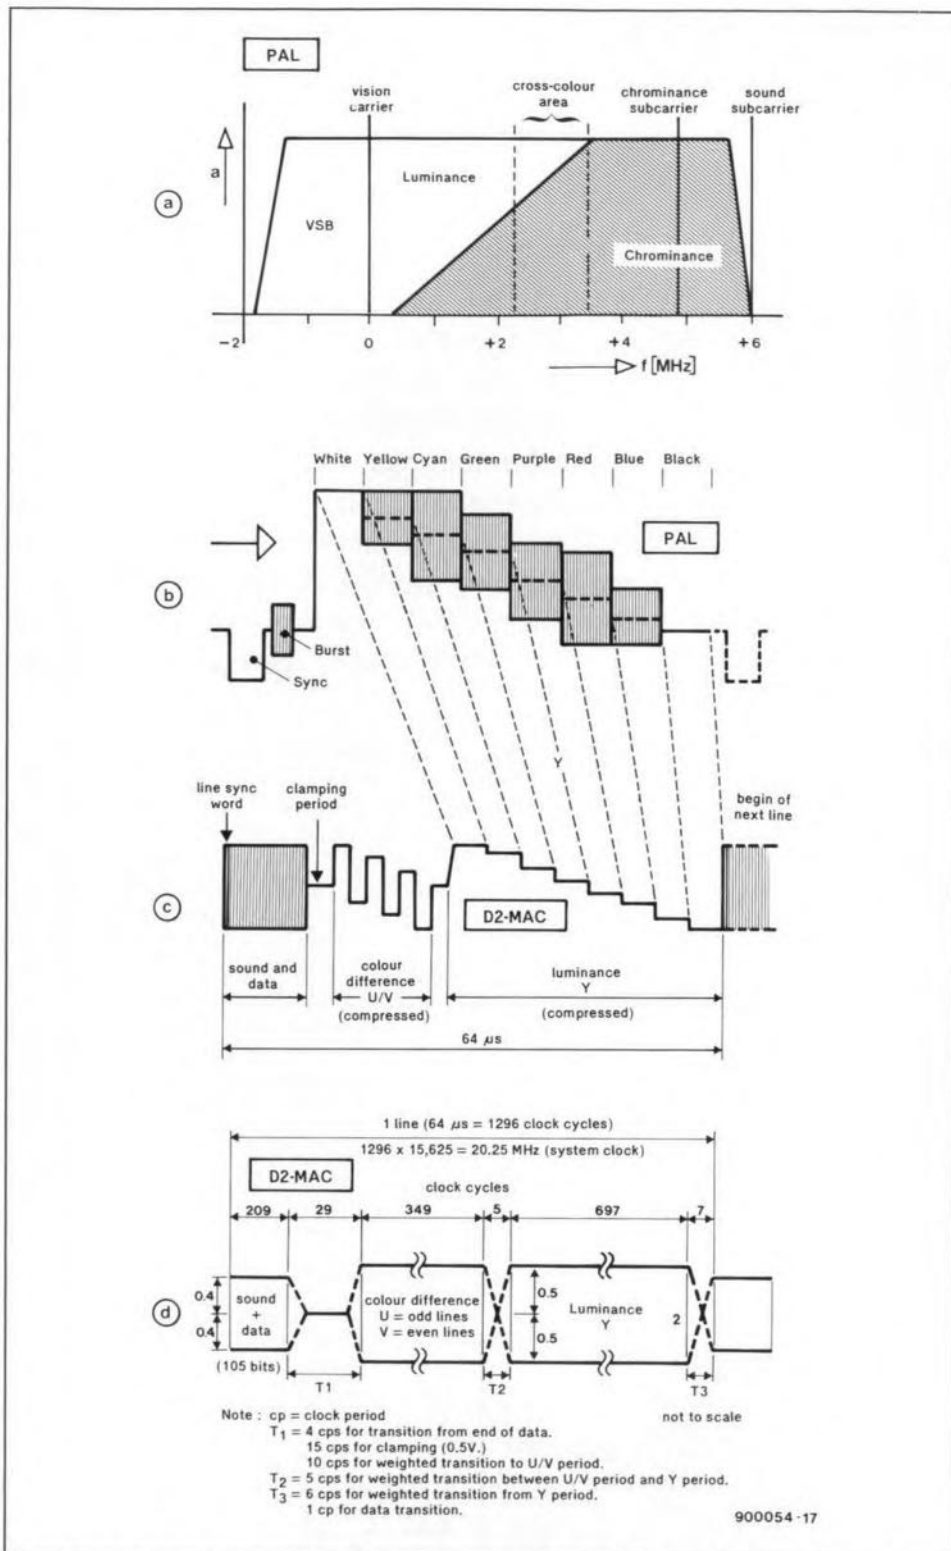 PAL
vision
carrier
cross-colour
area
chrominance
subcarrier
sound
subcarrier
a
a
Luminance
VSB
Chrominance
-2
0
+2
+4
+6
f [MHz]
White
Yellow
Cyan
Green
Purple
Red
Blue
Black
PAL
b
Burst
Sync
Y
line sync
word
clamping
period
begin of
next line
c
D2-MAC
sound and
data
colour
difference
U/V
(compressed)
luminance
Y
(compressed)
64 µs
1 line (64 µs = 1296 clock cycles)
1296 x 15,625 = 20.25 MHz (system clock)
D2-MAC
clock cycles
209
29
349
5
697
7
d
0.4
0.4
sound
+
data
colour difference
U = odd lines
V = even lines
0.5
0.5
Luminance
Y
2
(105 bits)
T1
T2
T3
Note : cp = clock period
not to scale
T1 = 4 cps for transition from end of data.
15 cps for clamping (0.5V.)
10 cps for weighted transition to U/V period.
T2 = 5 cps for weighted transition between U/V period and Y period.
T3 = 6 cps for weighted transition from Y period.
1 cp for data transition.
900054-17